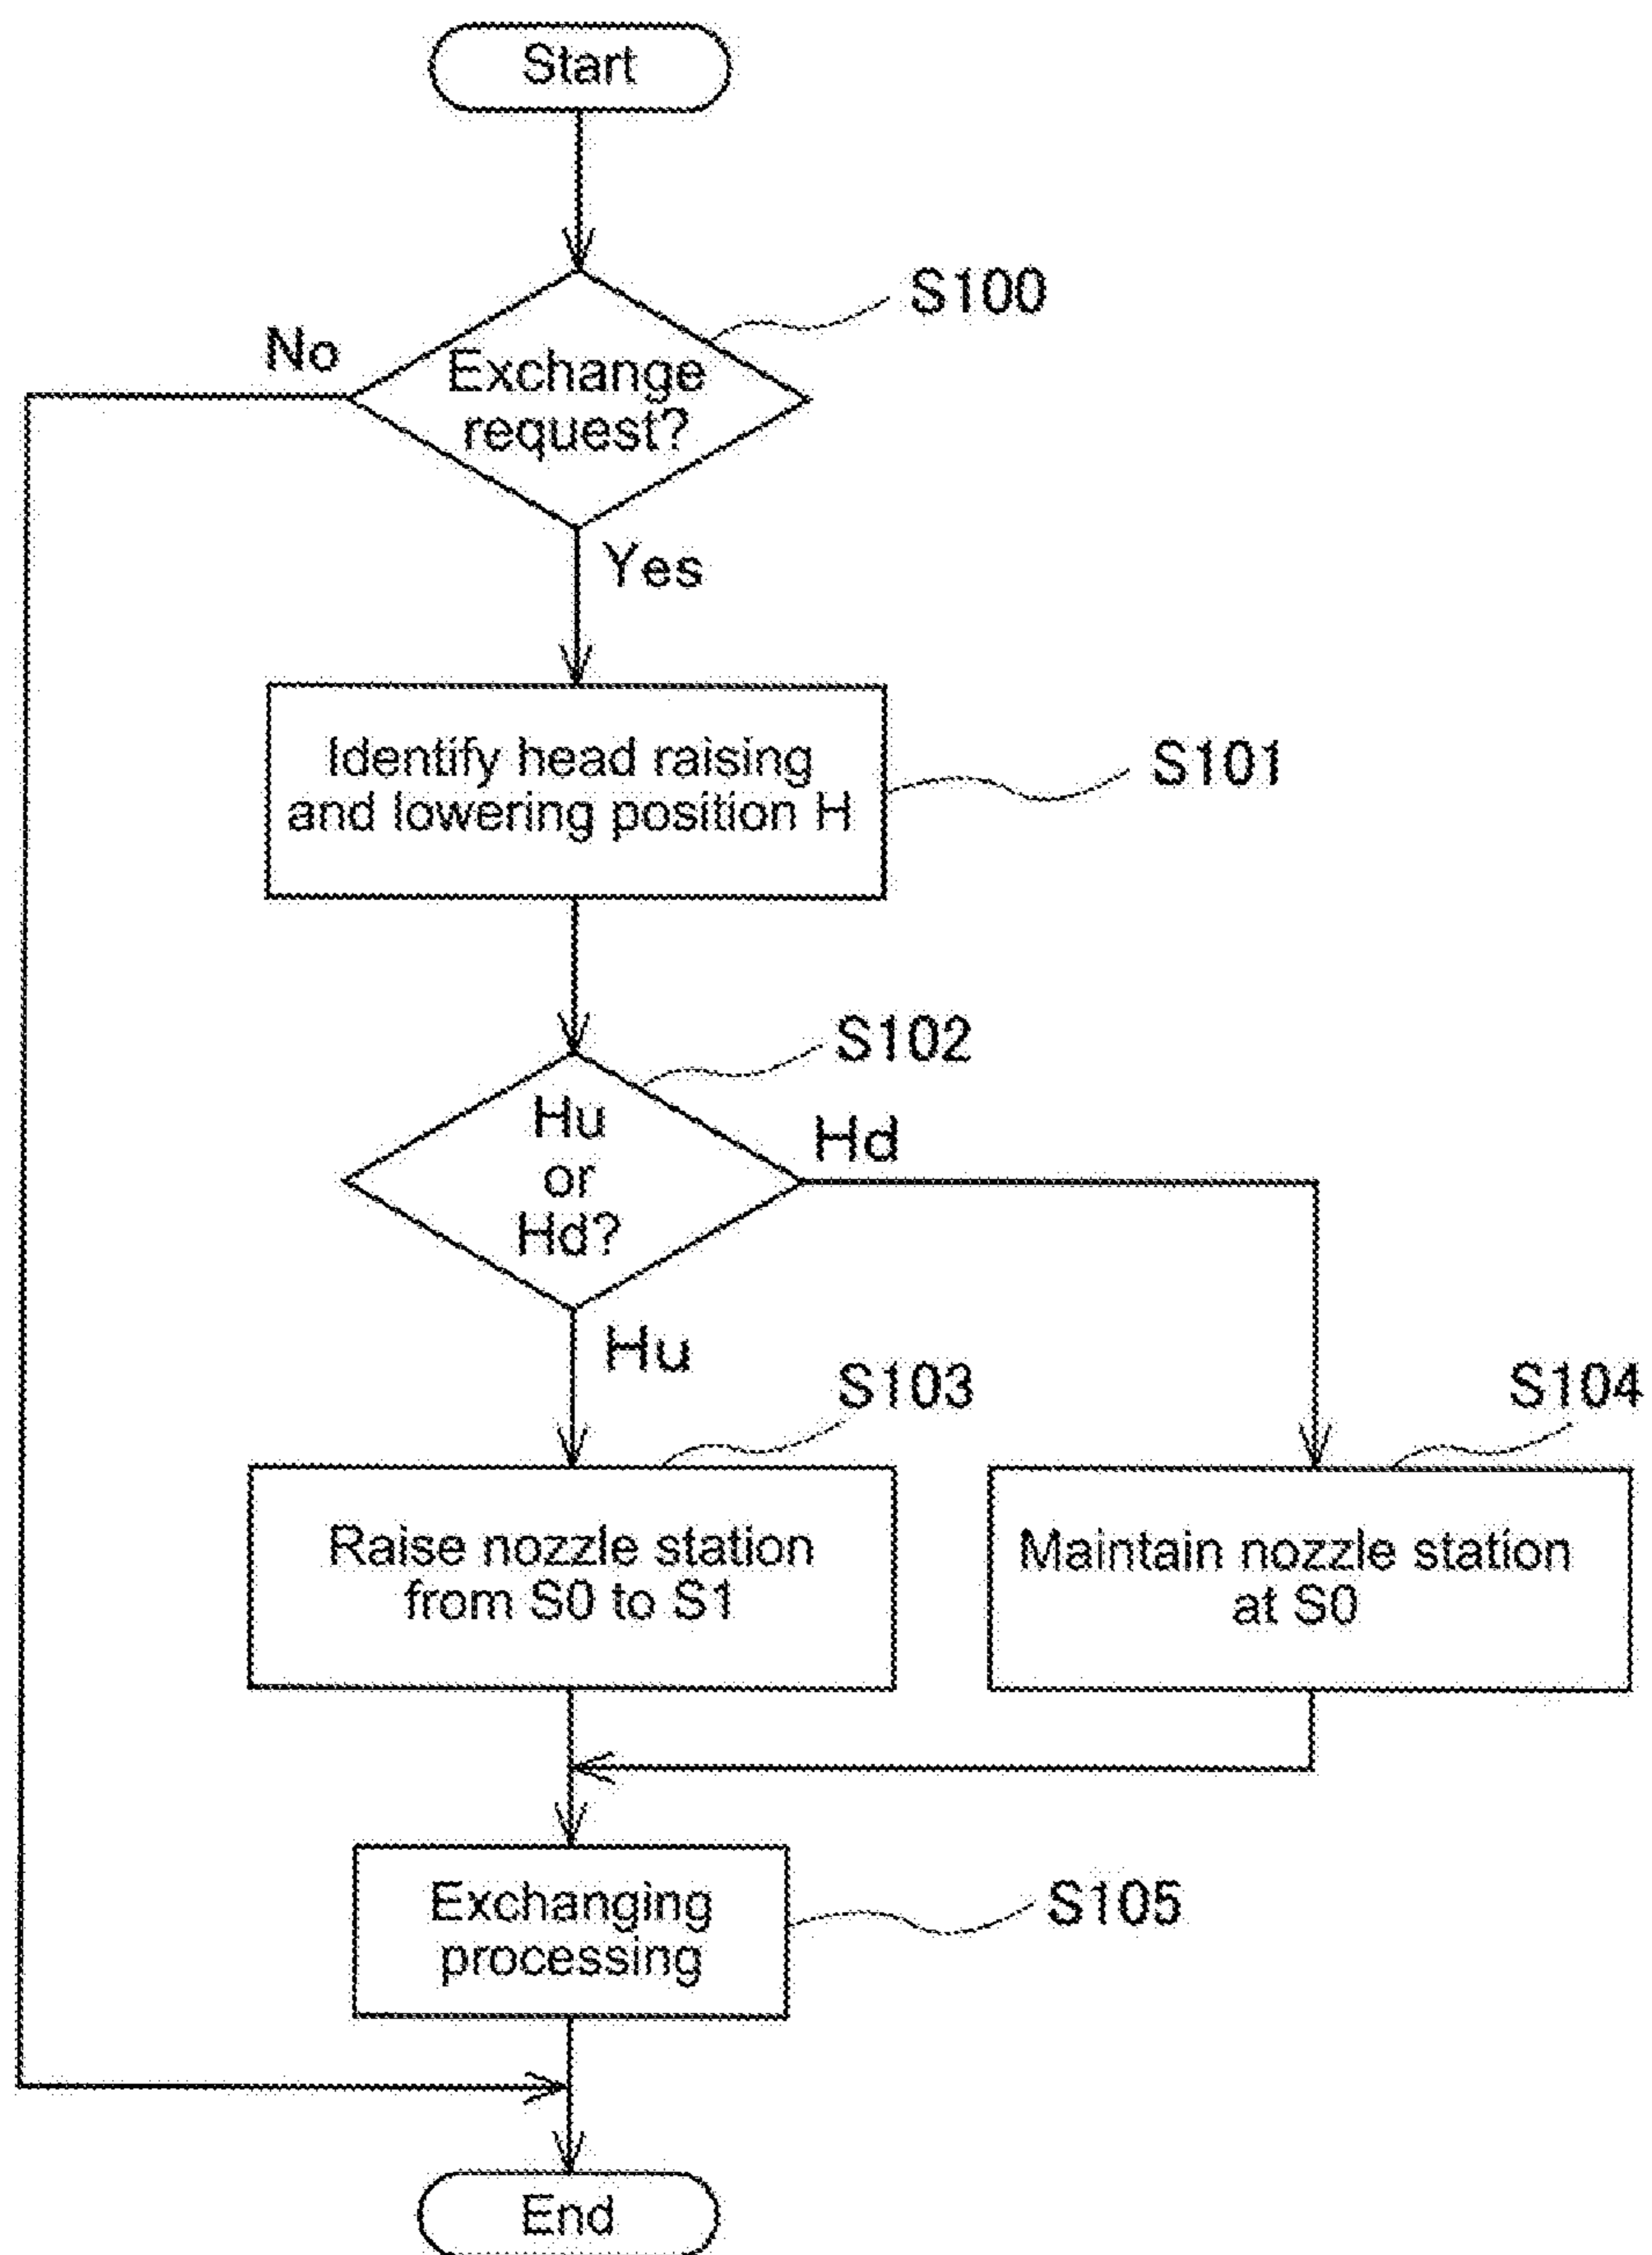 Start
S100
No
Exchange
request?
Yes
Identify head raising
and lowering position H
S101
S102
Hu
or
Hd?
Hd
Hu
S103
S104
Raise nozzle station
from S0 to S1
Maintain nozzle station
at S0
Exchanging
processing
S105
End